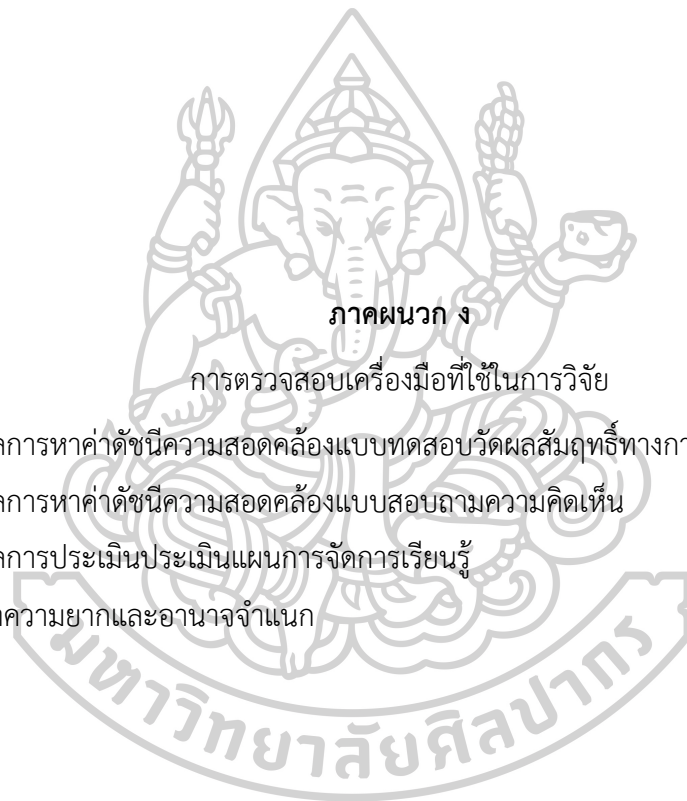 ภาคผนวก ง
การตรวจสอบเครื่องมือที่ใช้ในการวิจัย
ลการหาค่าดัชนีความสอดคล้องแบบทดสอบวัดผลสัมฤทธิ์ทางกา
ลการหาค่าดัชนีความสอดคล้องแบบสอบถามความคิดเห็น
ลการประเมินประเมินแผนการจัดการเรียนรู้
าความยากและอานาจจำแนก
มหาวิทยาลัยศิลปากร